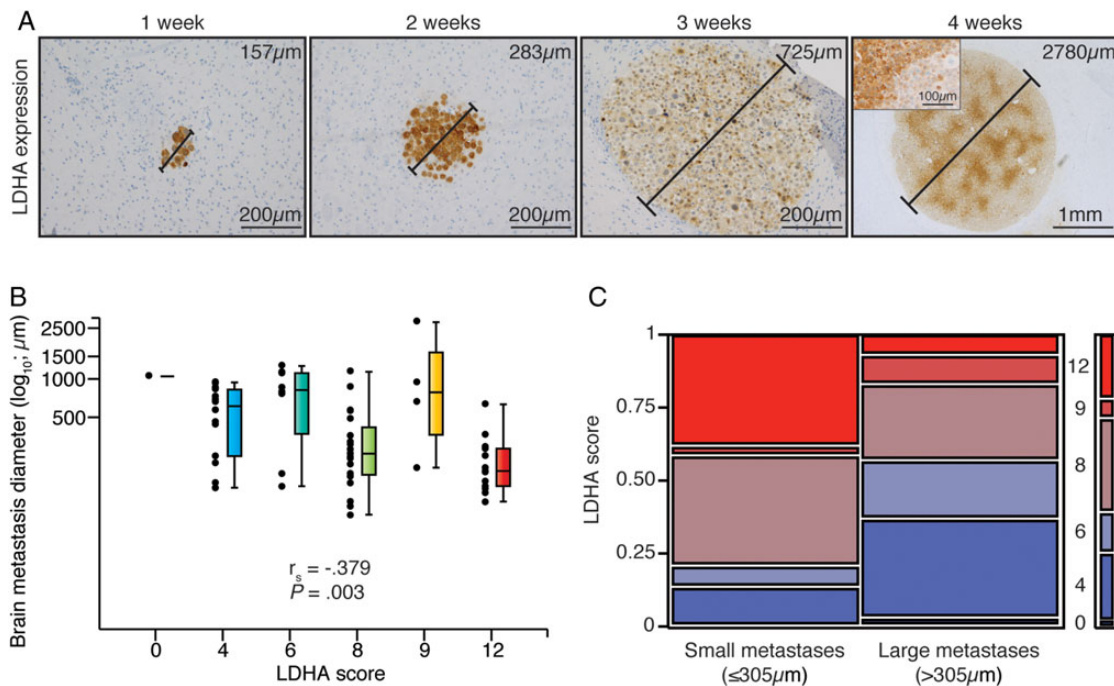 A
1 week
2 weeks
3 weeks
4 weeks
LDHA expression
157µm
200µm
283µm
200µm
725µm
200µm
2780µm
100µm
1mm
B
Brain metastasis diameter (log10; µm)
2500
1500
1000
500
rs = -.379
P = .003
0 4 6 8 9 12
LDHA score
C
LDHA score
1
0.75
0.50
0.25
0
12
9
8
6
4
0
Small metastases
(≤305µm)
Large metastases
(>305µm)